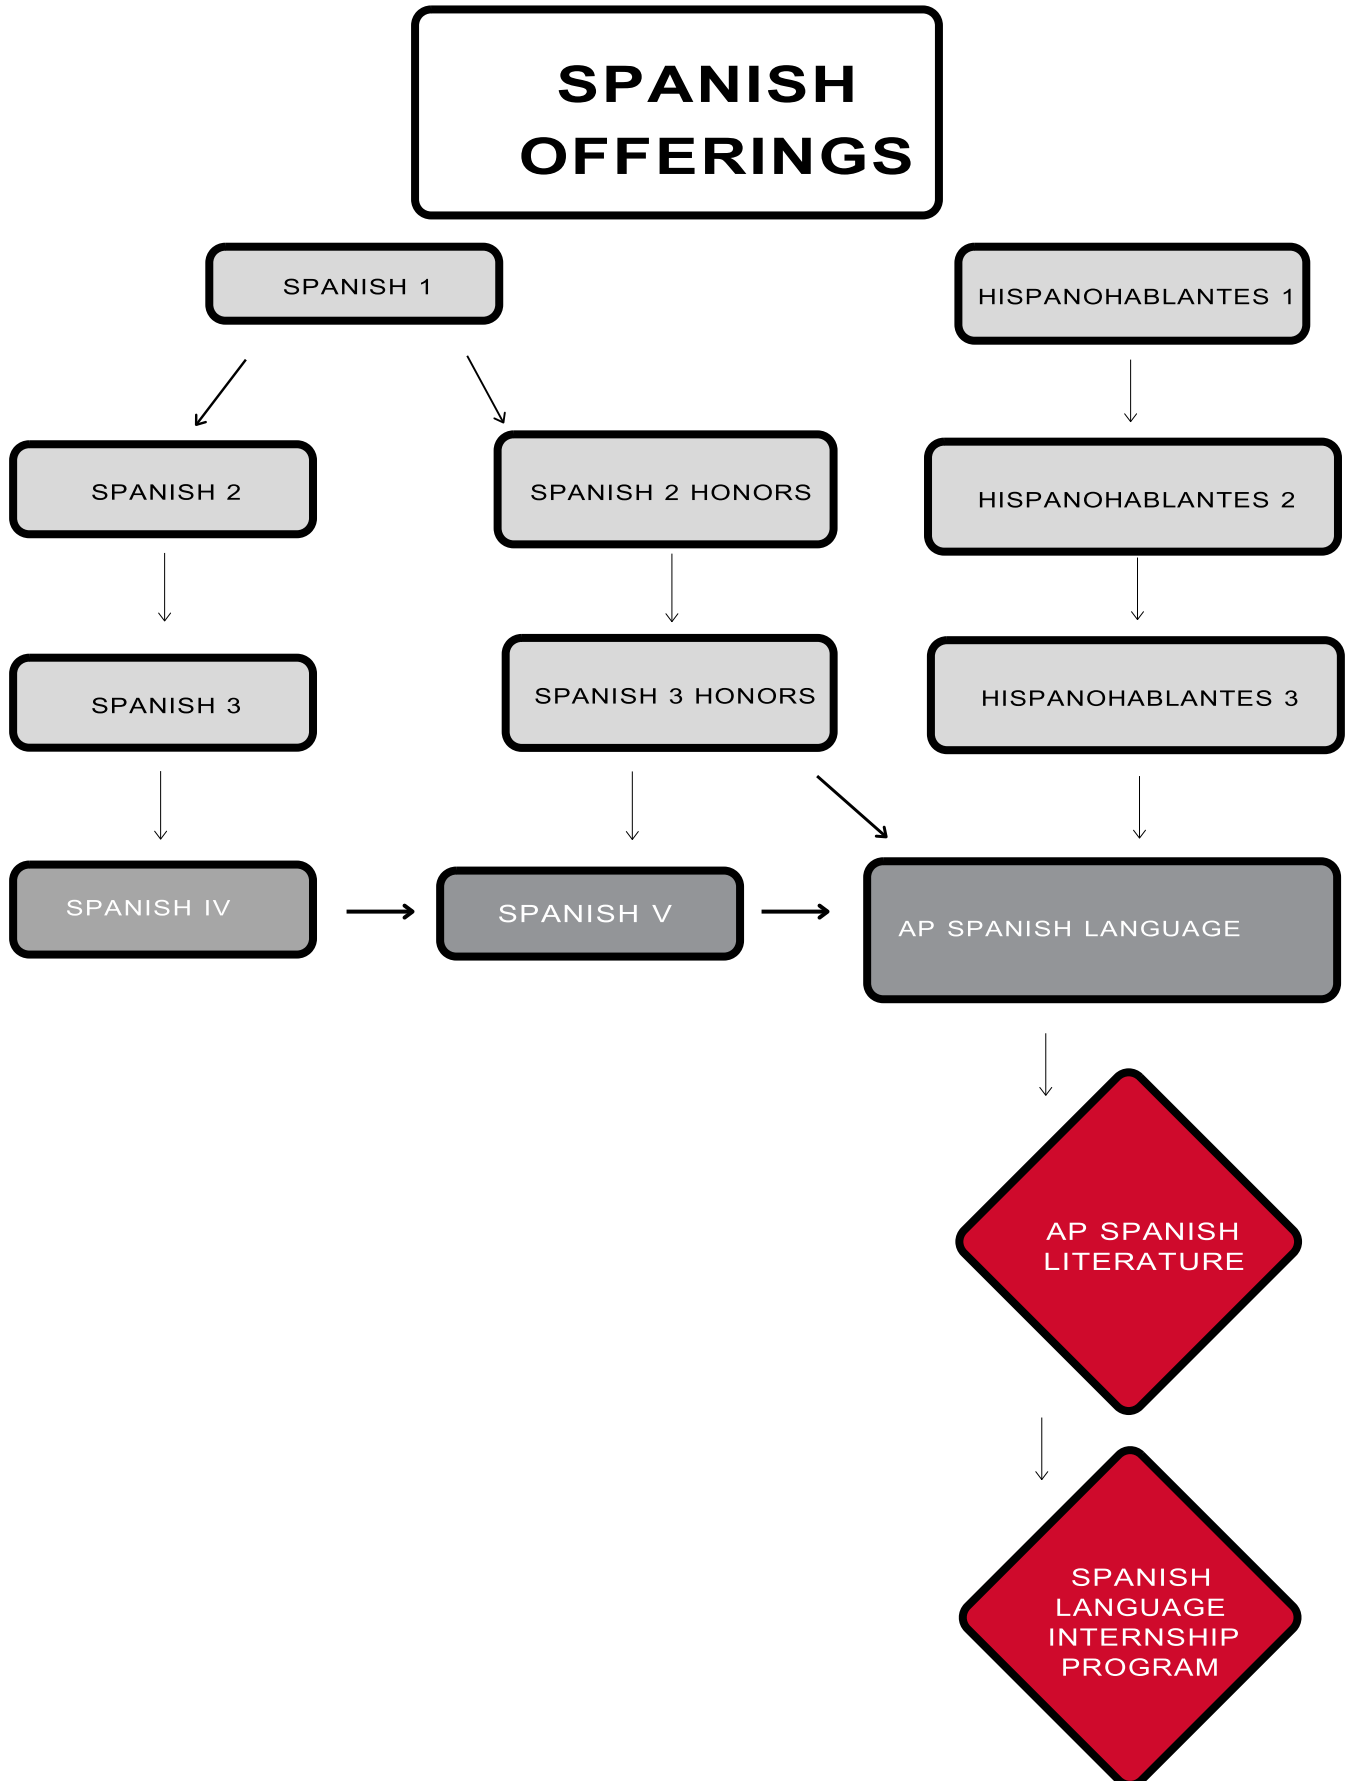 SPANISH
OFFERINGS
SPANISH 1
HISPANOHABLANTES 1
SPANISH 2
SPANISH 2 HONORS
HISPANOHABLANTES 2
SPANISH 3
SPANISH 3 HONORS
HISPANOHABLANTES 3
SPANISH IV
SPANISH V
AP SPANISH LANGUAGE
AP SPANISH
LITERATURE
SPANISH
LANGUAGE
INTERNSHIP
PROGRAM